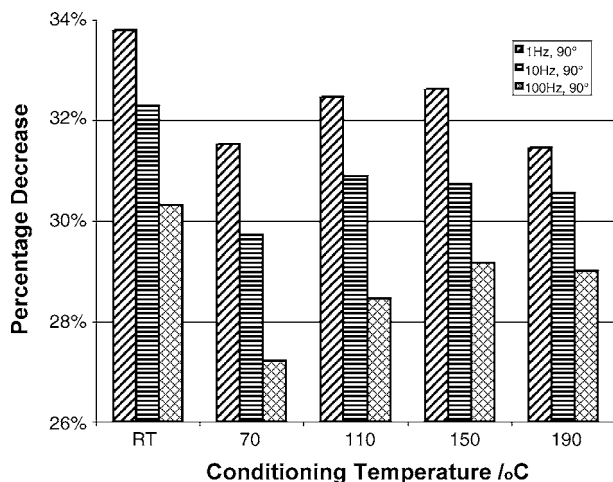 34%
32%
30%
28%
26%
Percentage Decrease
1Hz, 90°
10Hz, 90°
100Hz, 90°
RT 70 110 150 190
Conditioning Temperature /oC